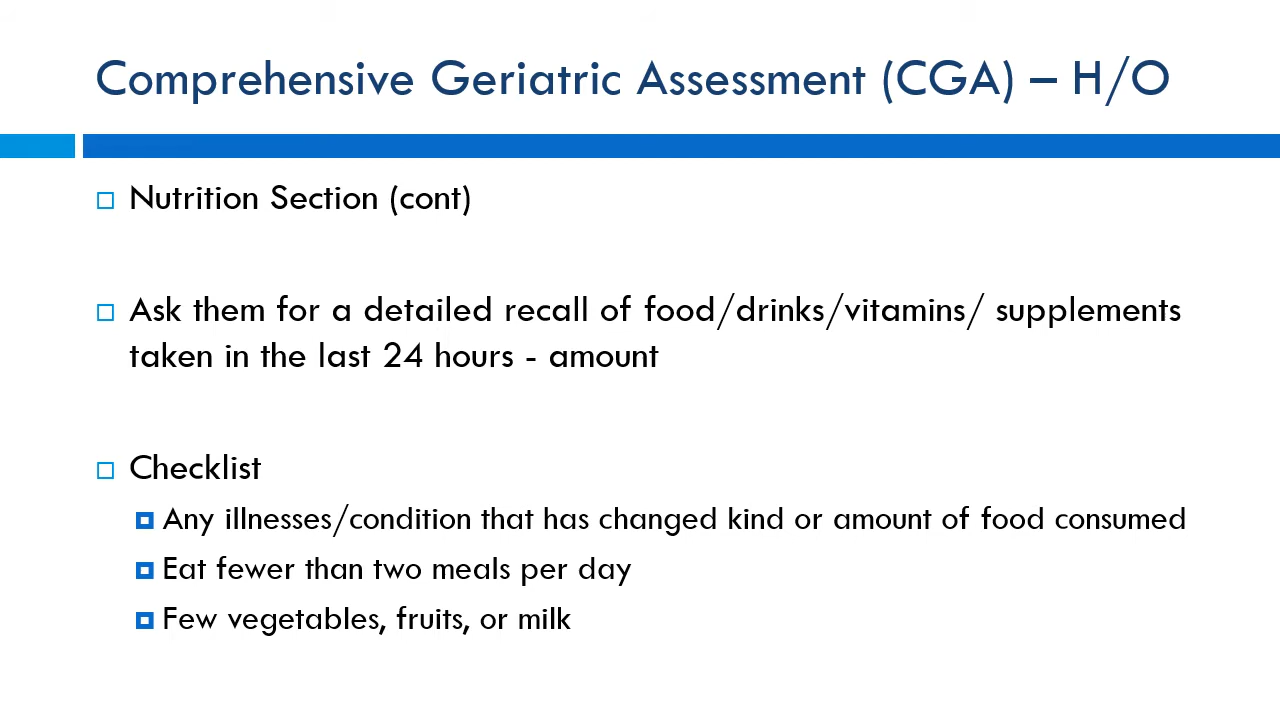 Comprehensive Geriatric Assessment (CGA) – H/O
Nutrition Section (cont)
Ask them for a detailed recall of food/drinks/vitamins/ supplements
taken in the last 24 hours - amount
Checklist
Any illnesses/condition that has changed kind or amount of food consumed
Eat fewer than two meals per day
Few vegetables, fruits, or milk